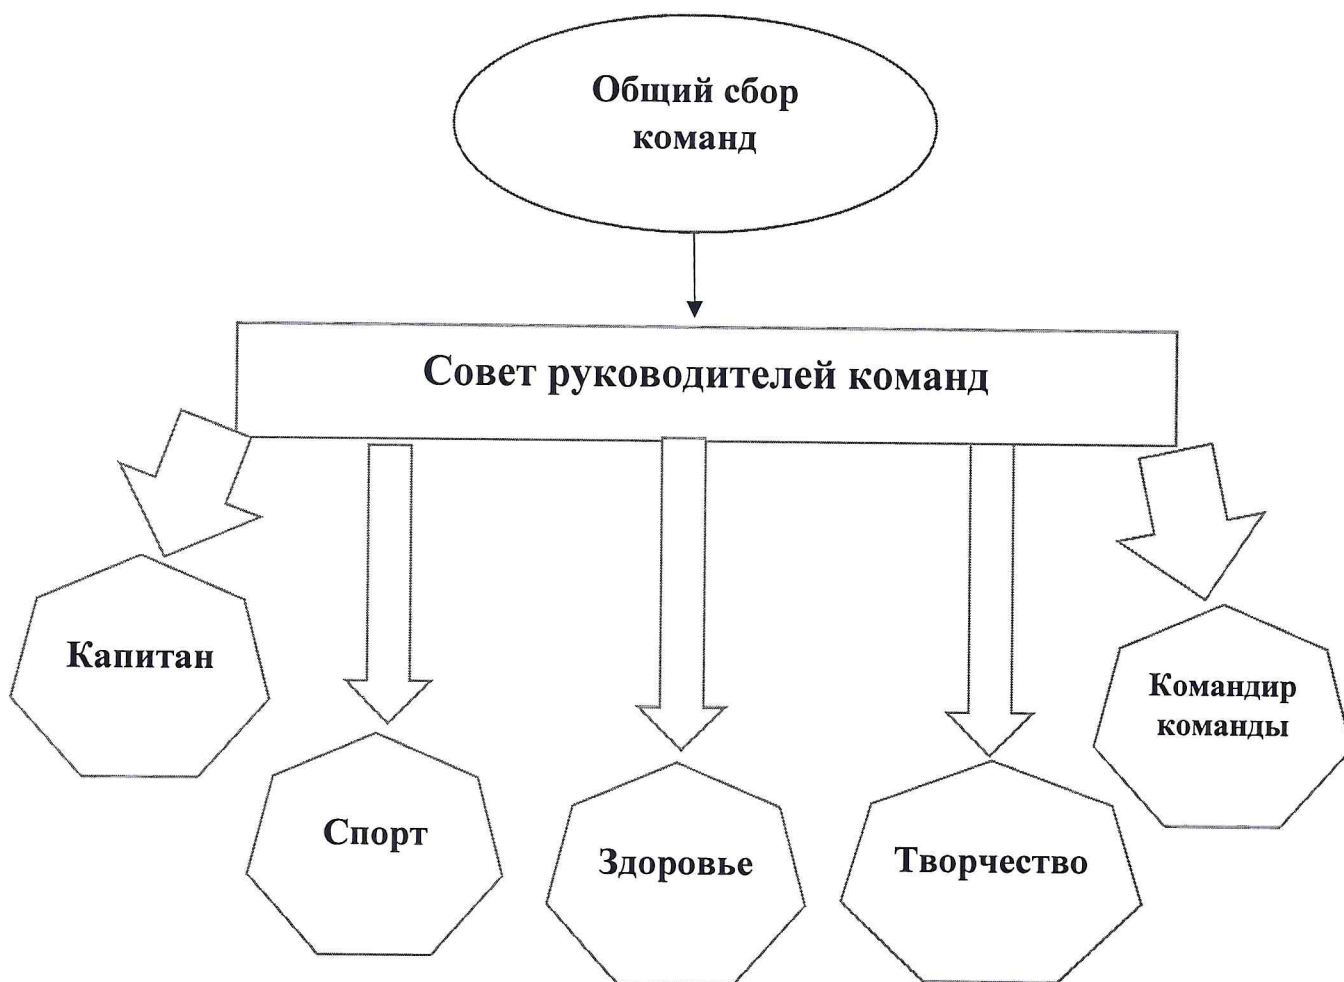 Общий сбор
команд
Совет руководителей команд
Капитан
Спорт
Здоровье
Творчество
Командир
команды